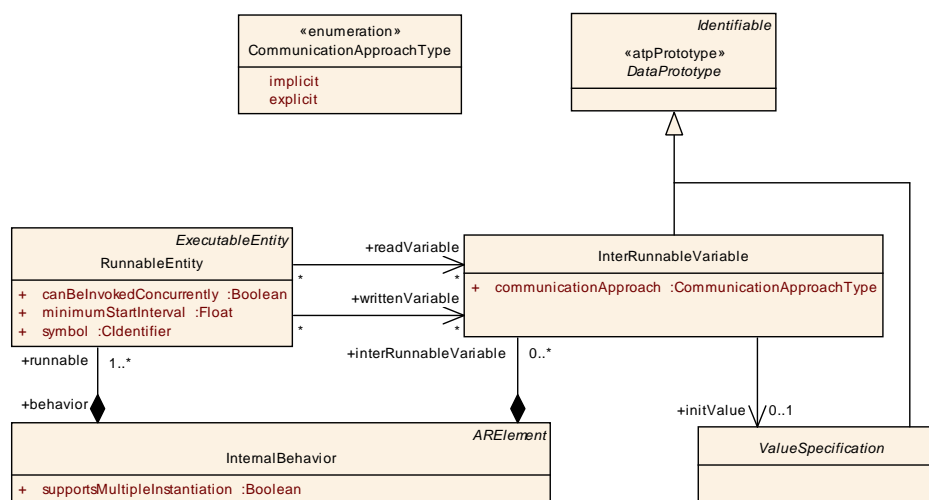 «enumeration»
CommunicationApproachType
implicit
explicit
Identifiable
«atpPrototype»
DataPrototype
ExecutableEntity
RunnableEntity
+ canBeInvokedConcurrently :Boolean
+ minimumStartInterval :Float
+ symbol :CIdentifier
+readVariable
* *
+writtenVariable
* *
InterRunnableVariable
+ communicationApproach :CommunicationApproachType
+runnable 1..*
+interRunnableVariable 0..*
+behavior
+initValue 0..1
ARElement
InternalBehavior
+ supportsMultipleInstantiation :Boolean
ValueSpecification